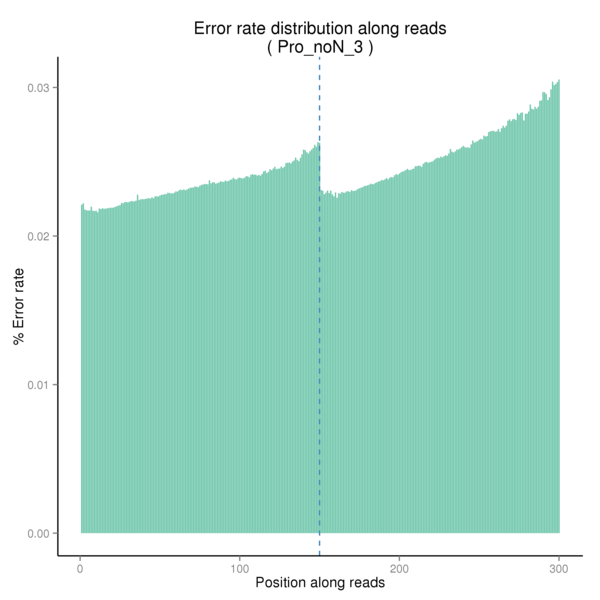 Error rate distribution along reads
( Pro_noN_3 )
0.03
0.02
0.01
0.00
% Error rate
0 100 200 300
Position along reads